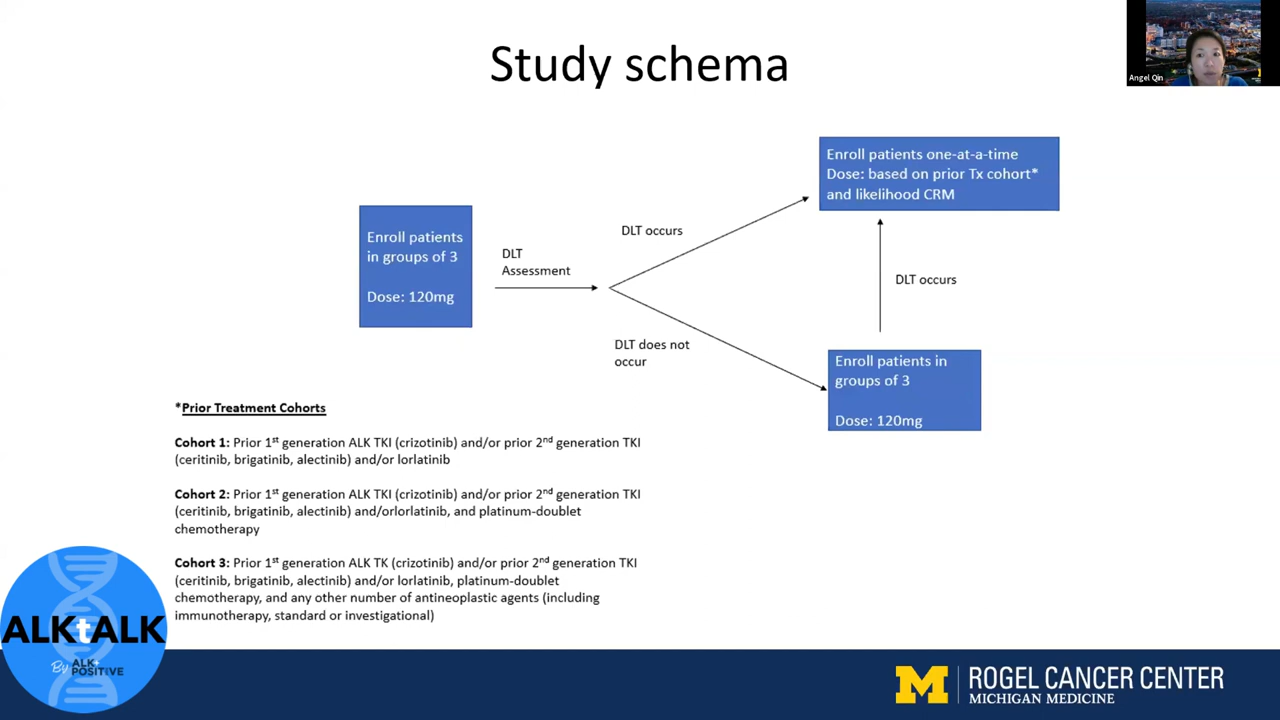 Study schema
Angel Qin
Enroll patients
in groups of 3
Dose: 120mg
DLT
Assessment
DLT occurs
DLT does not
occur
Enroll patients one-at-a-time
Dose: based on prior Tx cohort*
and likelihood CRM
DLT occurs
Enroll patients in
groups of 3
Dose: 120mg
*Prior Treatment Cohorts
Cohort 1: Prior 1st generation ALK TKI (crizotinib) and/or prior 2nd generation TKI
(ceritinib, brigatinib, alectinib) and/or lorlatinib
Cohort 2: Prior 1st generation ALK TKI (crizotinib) and/or prior 2nd generation TKI
(ceritinib, brigatinib, alectinib) and/orlorlatinib, and platinum-doublet
chemotherapy
Cohort 3: Prior 1st generation ALK TK (crizotinib) and/or prior 2nd generation TKI
(ceritinib, brigatinib, alectinib) and/or lorlatinib, platinum-doublet
chemotherapy, and any other number of antineoplastic agents (including
immunotherapy, standard or investigational)
ALKtALK
By ALK+
POSITIVE
M
ROGEL CANCER CENTER
MICHIGAN MEDICINE